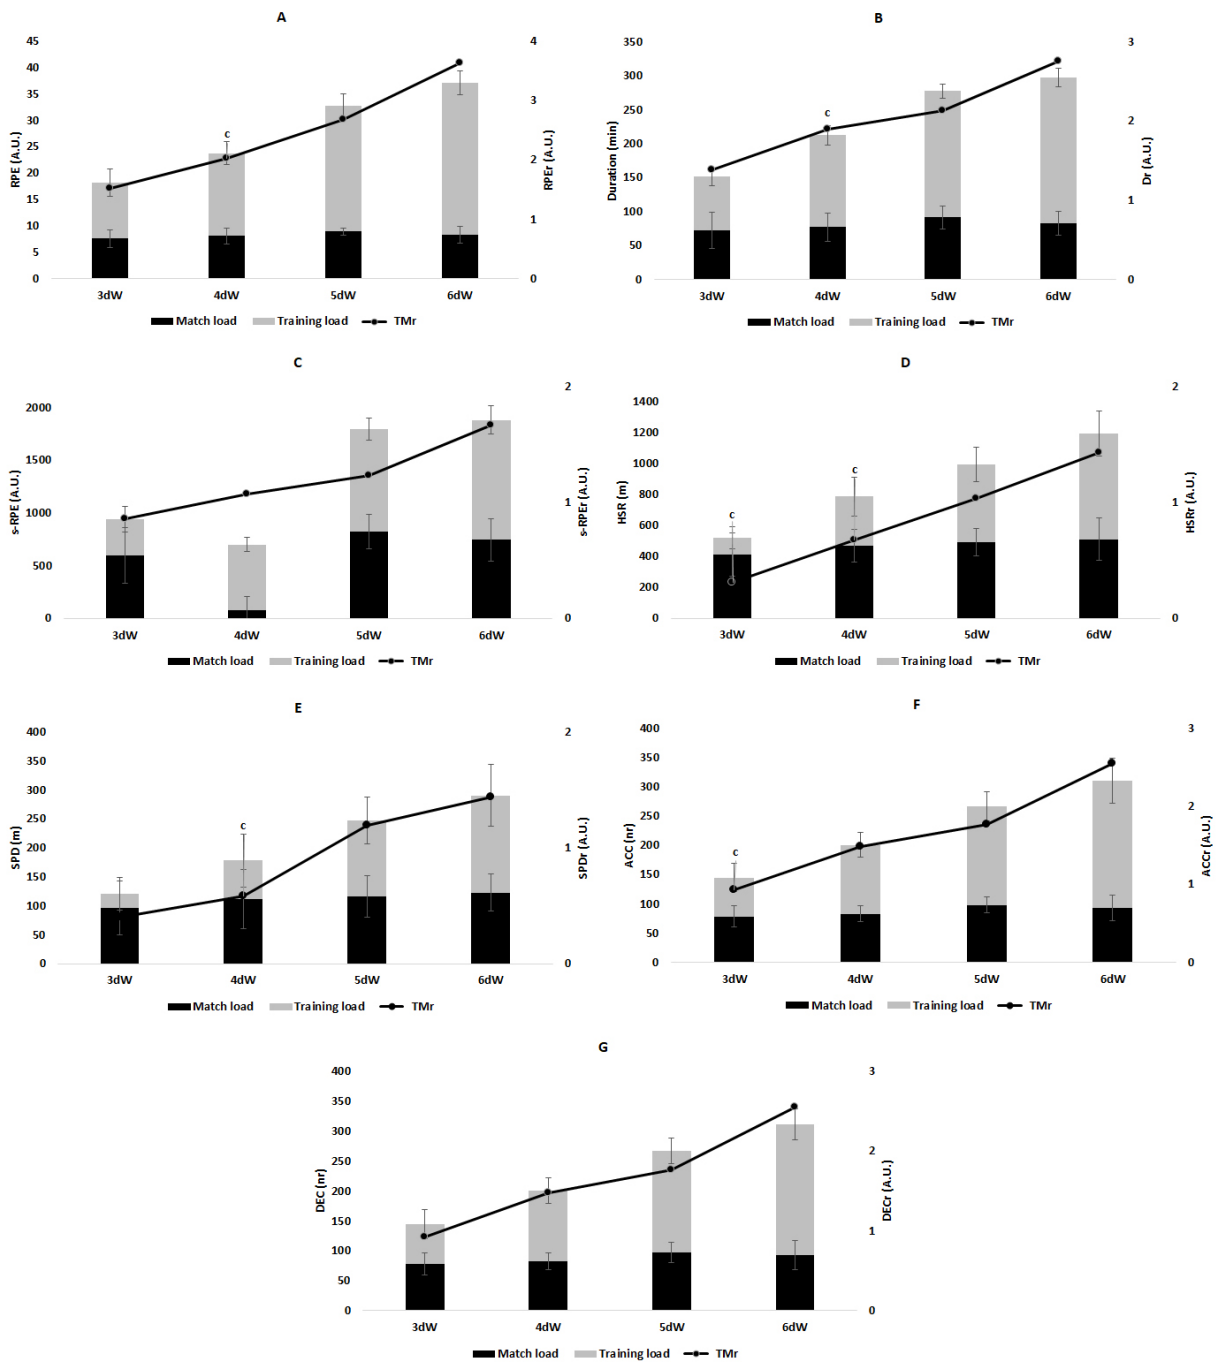 A
RPE (A.U.)
45
40
35
30
25
20
15
10
5
0
c
4
3
2
1
0
RPEr (A.U.)
3dW 4dW 5dW 6dW
Match load Training load TMr
B
Duration (min)
350
300
250
200
150
100
50
0
c
3
2
1
0
Dr (A.U.)
3dW 4dW 5dW 6dW
Match load Training load TMr
C
s-RPE (A.U.)
2000
1500
1000
500
0
2
1
0
s-RPEr (A.U.)
3dW 4dW 5dW 6dW
Match load Training load TMr
D
HSR (m)
1400
1200
1000
800
600
400
200
0
c
c
2
1
0
HSRr (A.U.)
3dW 4dW 5dW 6dW
Match load Training load TMr
E
SPD (m)
400
350
300
250
200
150
100
50
0
c
2
1
0
SPDr (A.U.)
3dW 4dW 5dW 6dW
Match load Training load TMr
F
ACC (nr)
400
350
300
250
200
150
100
50
0
c
3
2
1
0
ACCr (A.U.)
3dW 4dW 5dW 6dW
Match load Training load TMr
G
DEC (nr)
400
350
300
250
200
150
100
50
0
3
2
1
0
DECr (A.U.)
3dW 4dW 5dW 6dW
Match load Training load TMr